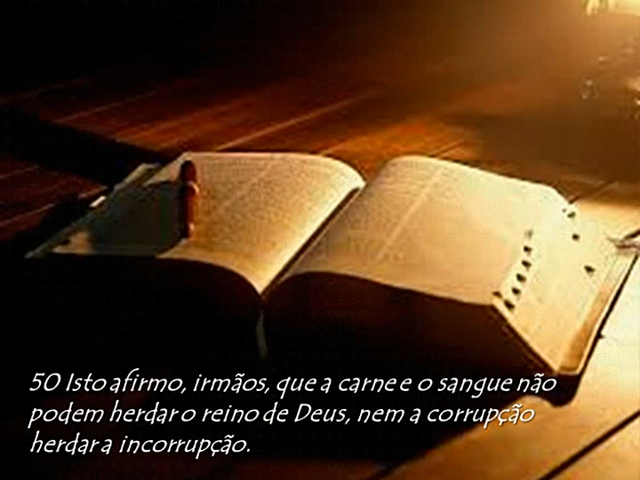 50 Isto afirmo, irmãos, que a carne e o sangue não
podem herdar o reino de Deus, nem a corrupção
herdar a incorrupção.